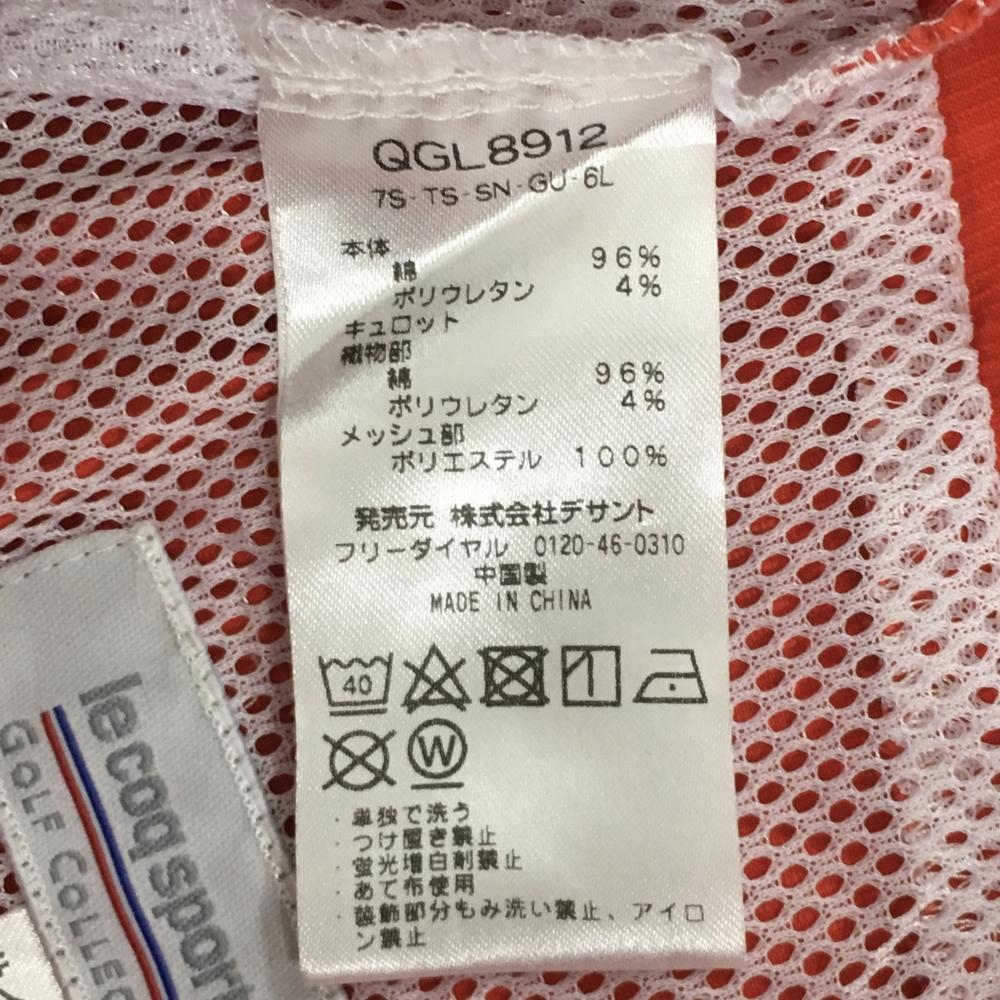 QGL8912
7S-TS-SN-GU-6L
本体
綿 96%
ポリウレタン 4%
キュロット
織物部
綿 96%
ポリウレタン 4%
メッシュ部
ポリエステル 100%
発売元 株式会社デサント
フリーダイヤル 0120-46-0310
中国製
MADE IN CHINA
40
W
・単独で洗う
・つけ置き禁止
・蛍光増白剤禁止
・あて布使用
・装飾部分もみ洗い禁止、アイロ
ン禁止
le coq sport
GOLF COLLEC